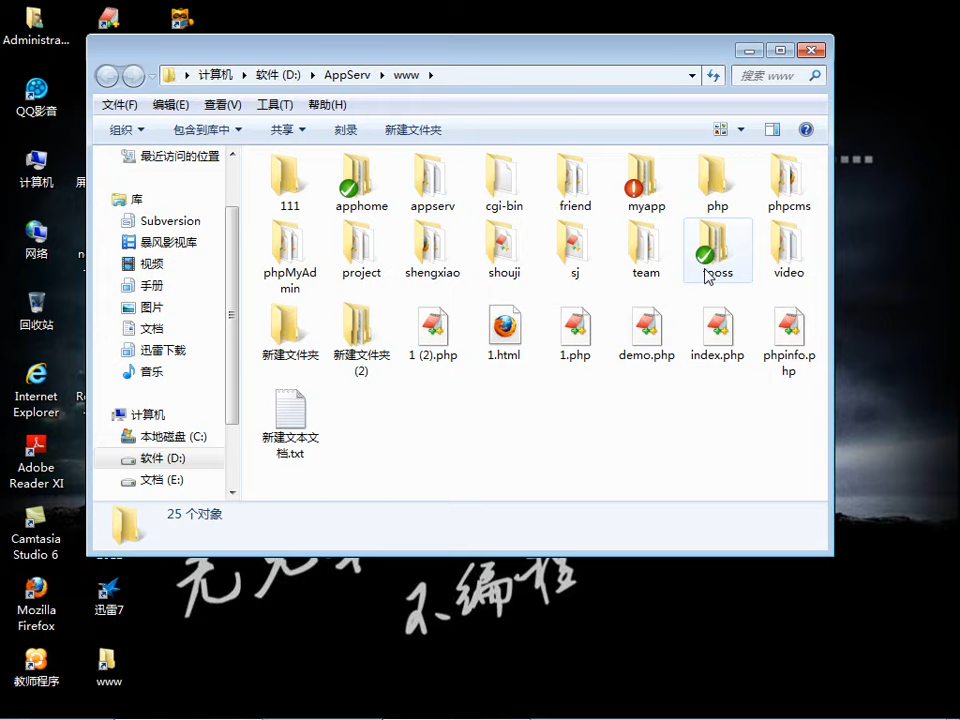 Administra...
QQ影音
计算机
网络
回收站
Internet
Explorer
Adobe
Reader XI
Camtasia
Studio 6
Mozilla
Firefox
迅雷7
教师程序
www
计算机 软件 (D:) AppServ www
搜索 www
文件(F) 编辑(E) 查看(V) 工具(T) 帮助(H)
组织 包含到库中 共享 刻录 新建文件夹
最近访问的位置
库
Subversion
暴风影视库
视频
手册
图片
文档
迅雷下载
音乐
计算机
本地磁盘 (C:)
软件 (D:)
文档 (E:)
111 apphome appserv cgi-bin friend myapp php phpcms
phpMyAd
min
project shengxiao shouji sj team video
新建文件夹 新建文件夹
(2)
1 (2).php 1.html 1.php demo.php index.php phpinfo.p
hp
新建文本文
档.txt
25 个对象
不编程